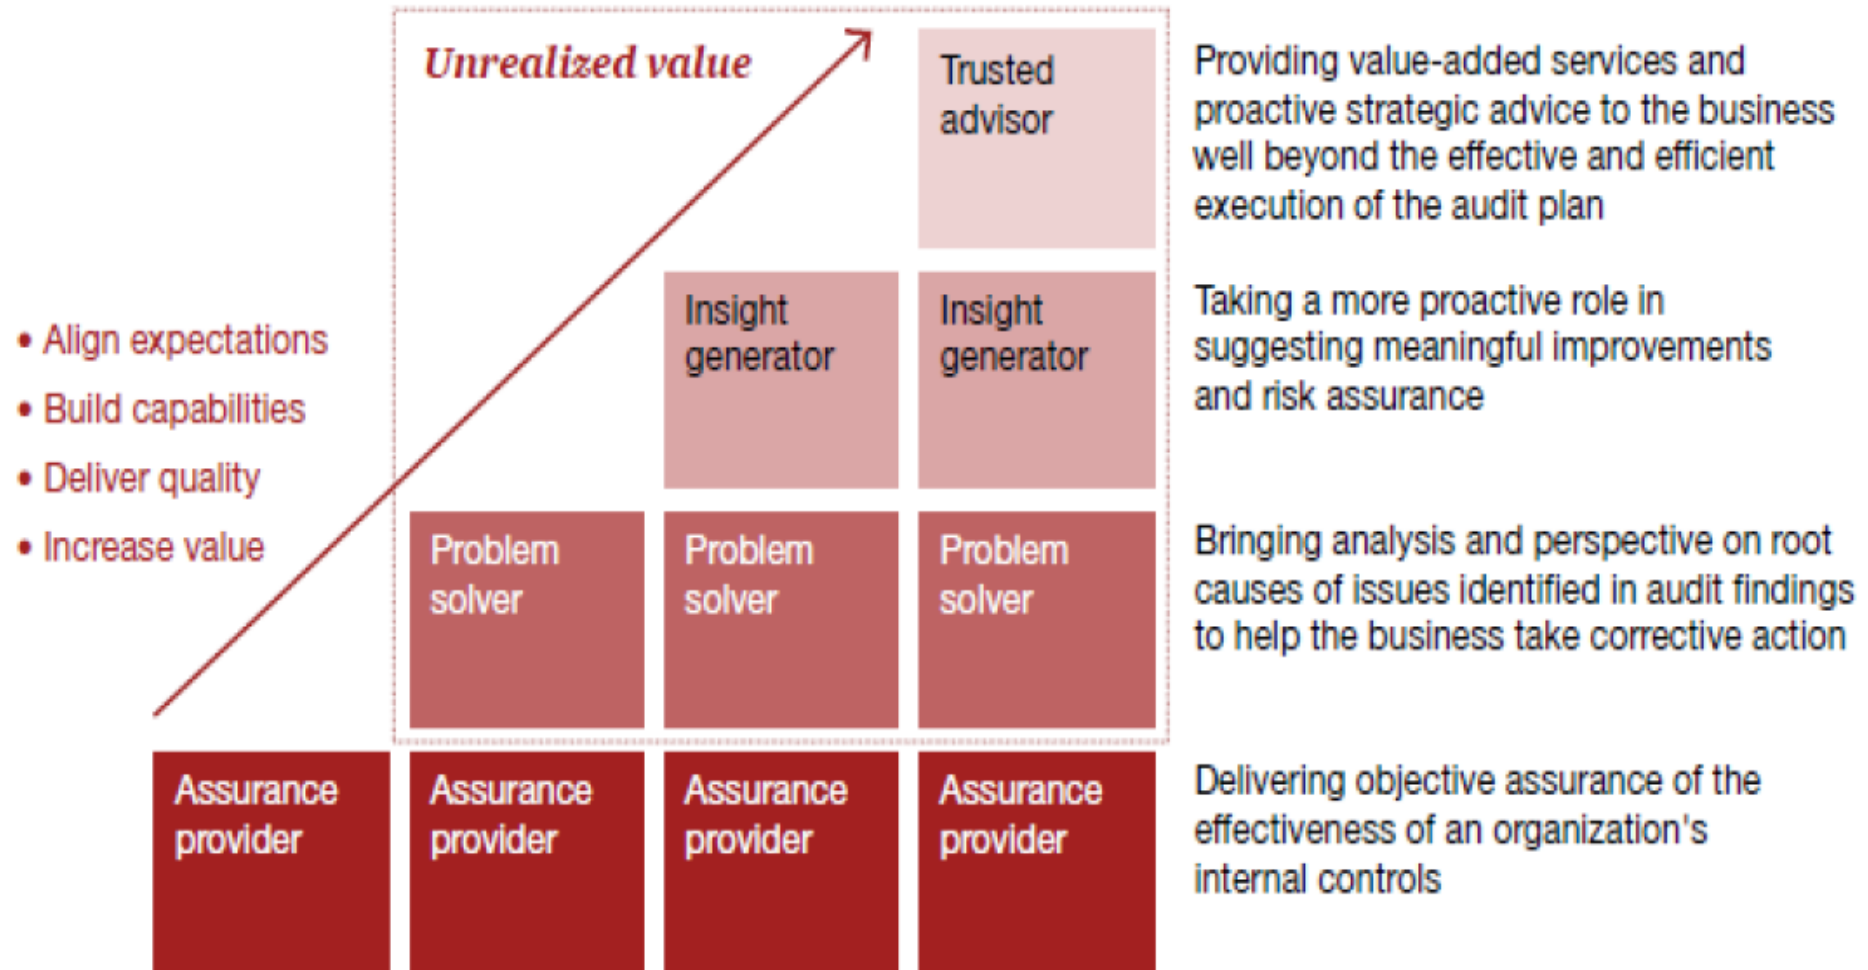 Unrealized value
Trusted
advisor
Providing value-added services and
proactive strategic advice to the business
well beyond the effective and efficient
execution of the audit plan
• Align expectations
• Build capabilities
• Deliver quality
• Increase value
Insight
generator
Insight
generator
Taking a more proactive role in
suggesting meaningful improvements
and risk assurance
Problem
solver
Problem
solver
Problem
solver
Bringing analysis and perspective on root
causes of issues identified in audit findings
to help the business take corrective action
Assurance
provider
Assurance
provider
Assurance
provider
Assurance
provider
Delivering objective assurance of the
effectiveness of an organization's
internal controls